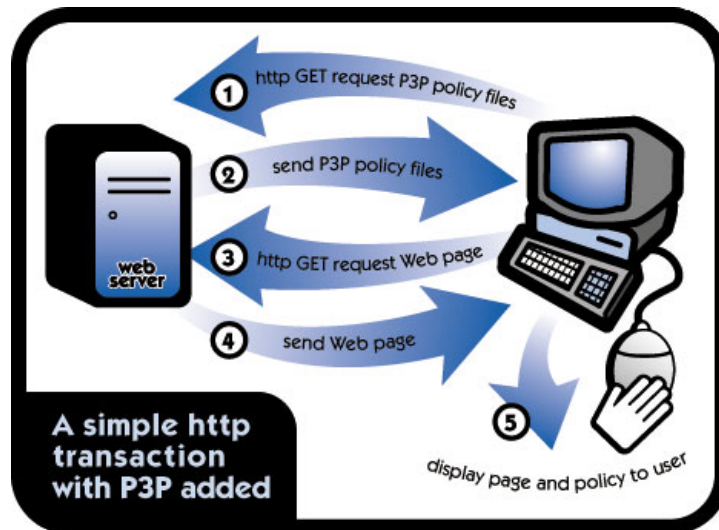 1
http GET request P3P policy files
2
send P3P policy files
web
server
3
http GET request Web page
4
send Web page
5
display page and policy to user
A simple http
transaction
with P3P added